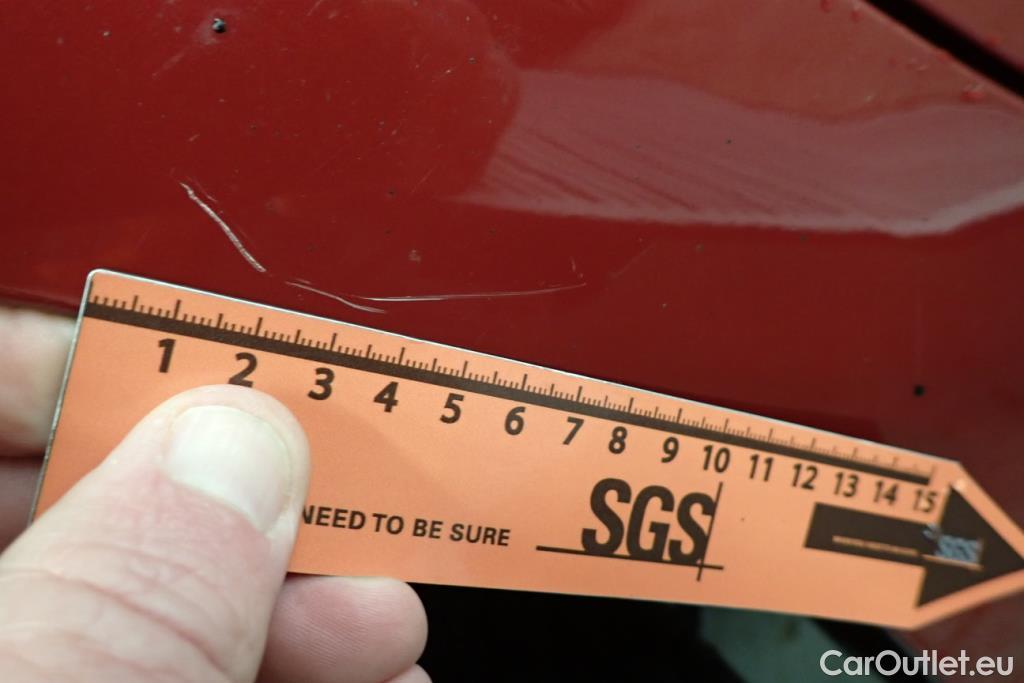 1 2 3 4 5 6 7 8 9 10 11 12 13 14 15
NEED TO BE SURE
SGS
SGS
CarOutlet.eu